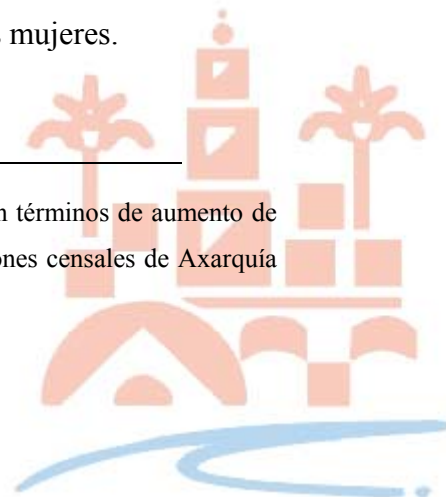 mujeres.
n términos de aumento de
ones censales de Axarquía